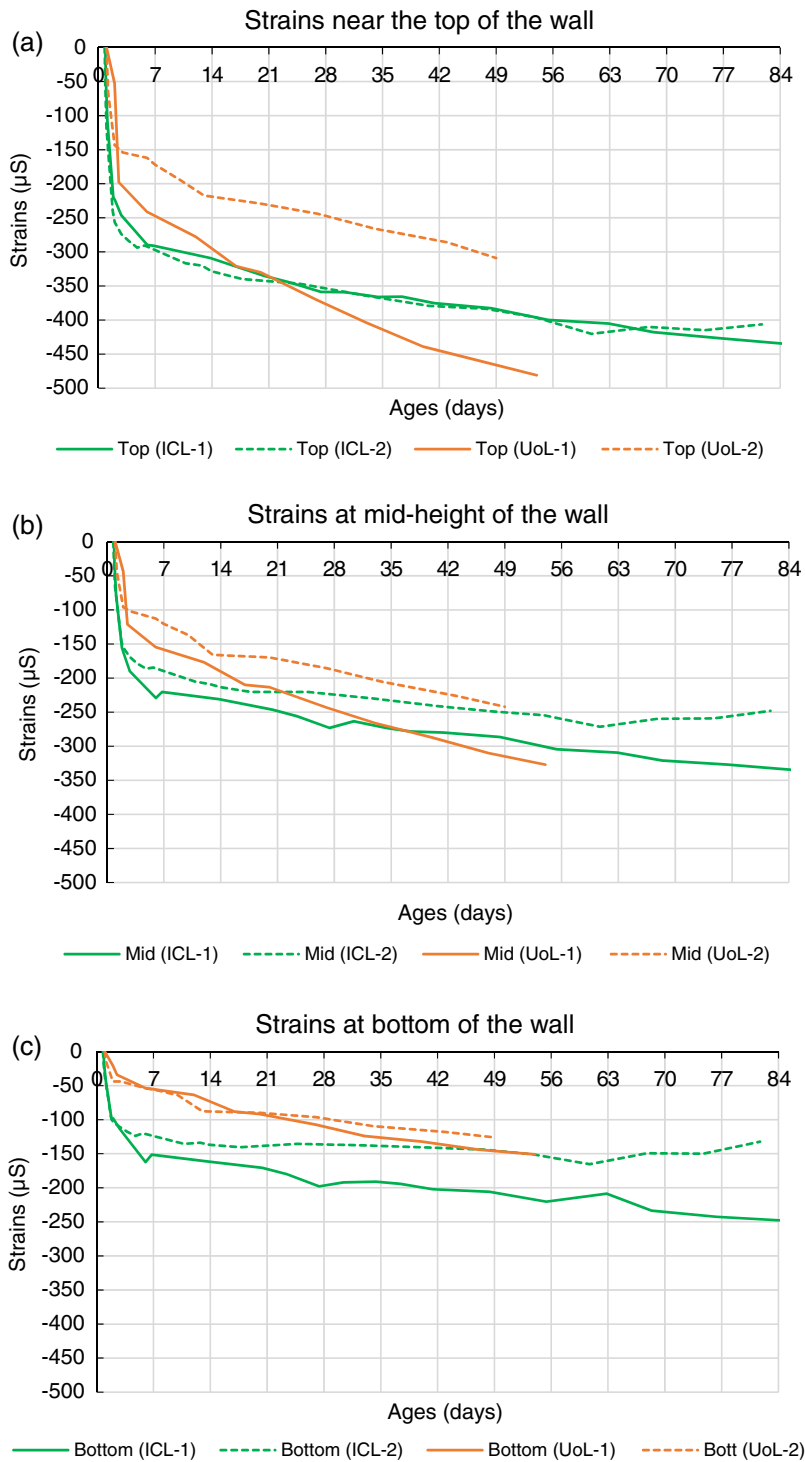 (a)
Strains near the top of the wall
0
-50
-100
-150
-200
-250
-300
-350
-400
-450
-500
Strains (µS)
0 7 14 21 28 35 42 49 56 63 70 77 84
Ages (days)
Top (ICL-1) Top (ICL-2) Top (UoL-1) Top (UoL-2)
(b)
Strains at mid-height of the wall
0
-50
-100
-150
-200
-250
-300
-350
-400
-450
-500
Strains (µS)
0 7 14 21 28 35 42 49 56 63 70 77 84
Ages (days)
Mid (ICL-1) Mid (ICL-2) Mid (UoL-1) Mid (UoL-2)
(c)
Strains at bottom of the wall
0
-50
-100
-150
-200
-250
-300
-350
-400
-450
-500
Strains (µS)
0 7 14 21 28 35 42 49 56 63 70 77 84
Ages (days)
Bottom (ICL-1) Bottom (ICL-2) Bottom (UoL-1) Bott (UoL-2)